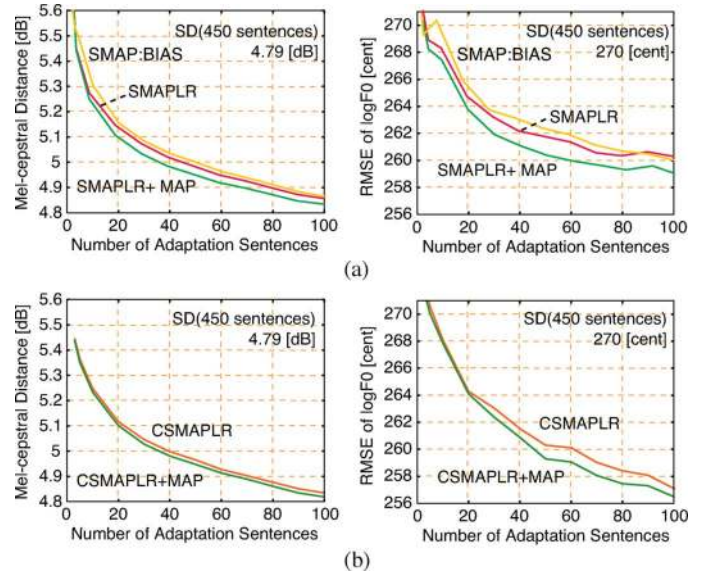 5.6
5.5
5.4
5.3
5.2
5.1
5
4.9
4.8
Mel-cepstral Distance [dB]
SD(450 sentences)
4.79 [dB]
SMAP:BIAS
SMAPLR
SMAPLR+ MAP
0 20 40 60 80 100
Number of Adaptation Sentences
270
268
266
264
262
260
258
256
RMSE of logF0 [cent]
SD(450 sentences)
270 [cent]
SMAP:BIAS
SMAPLR
SMAPLR+ MAP
0 20 40 60 80 100
Number of Adaptation Sentences
(a)
5.6
5.5
5.4
5.3
5.2
5.1
5
4.9
4.8
Mel-cepstral Distance [dB]
SD(450 sentences)
4.79 [dB]
CSMAPLR
CSMAPLR+MAP
0 20 40 60 80 100
Number of Adaptation Sentences
270
268
266
264
262
260
258
256
RMSE of logF0 [cent]
SD(450 sentences)
270 [cent]
CSMAPLR
CSMAPLR+MAP
0 20 40 60 80 100
Number of Adaptation Sentences
(b)